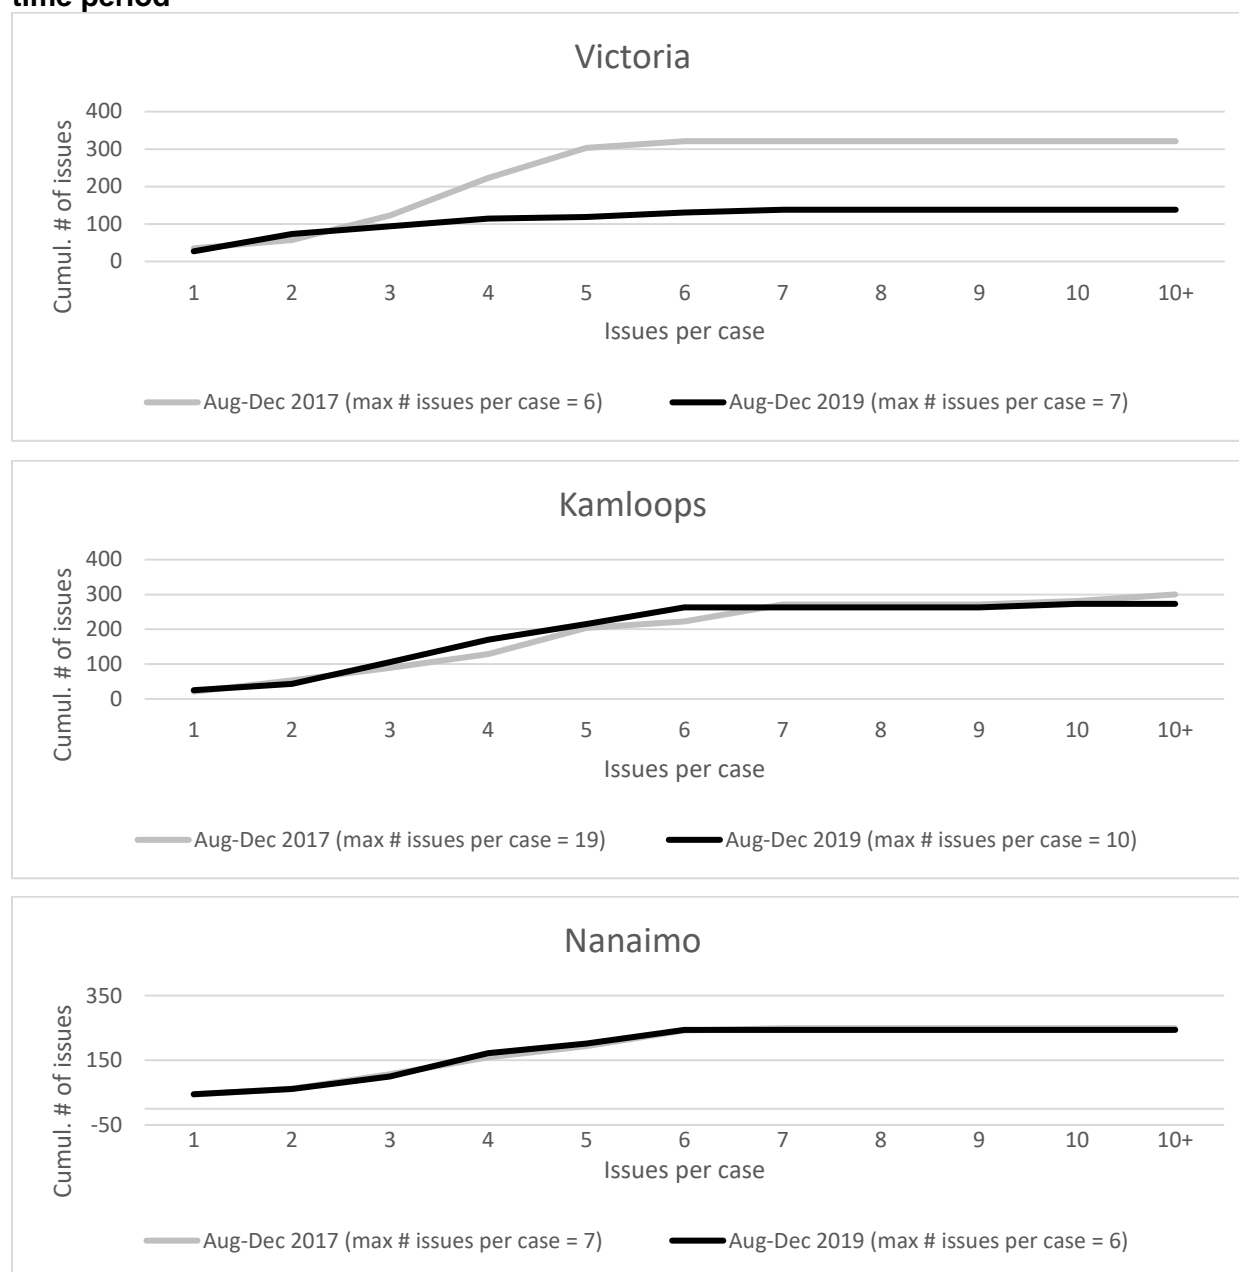 time period
Victoria
Cumul. # of issues
400
300
200
100
0
1 2 3 4 5 6 7 8 9 10 10+
Issues per case
Aug-Dec 2017 (max # issues per case = 6) Aug-Dec 2019 (max # issues per case = 7)
Kamloops
Cumul. # of issues
400
300
200
100
0
1 2 3 4 5 6 7 8 9 10 10+
Issues per case
Aug-Dec 2017 (max # issues per case = 19) Aug-Dec 2019 (max # issues per case = 10)
Nanaimo
Cumul. # of issues
350
150
-50
1 2 3 4 5 6 7 8 9 10 10+
Issues per case
Aug-Dec 2017 (max # issues per case = 7) Aug-Dec 2019 (max # issues per case = 6)